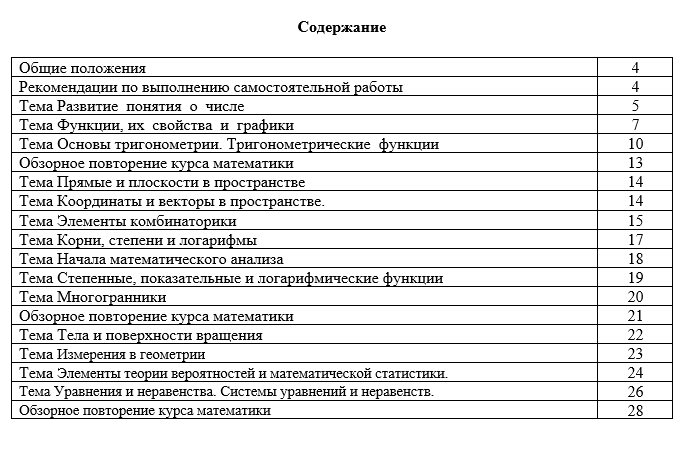 Содержание
Общие положения 4
Рекомендации по выполнению самостоятельной работы 4
Тема Развитие понятия о числе 5
Тема Функции, их свойства и графики 7
Тема Основы тригонометрии. Тригонометрические функции 10
Обзорное повторение курса математики 13
Тема Прямые и плоскости в пространстве 14
Тема Координаты и векторы в пространстве. 14
Тема Элементы комбинаторики 15
Тема Корни, степени и логарифмы 17
Тема Начала математического анализа 18
Тема Степенные, показательные и логарифмические функции 19
Тема Многогранники 20
Обзорное повторение курса математики 21
Тема Тела и поверхности вращения 22
Тема Измерения в геометрии 23
Тема Элементы теории вероятностей и математической статистики. 24
Тема Уравнения и неравенства. Системы уравнений и неравенств. 26
Обзорное повторение курса математики 28